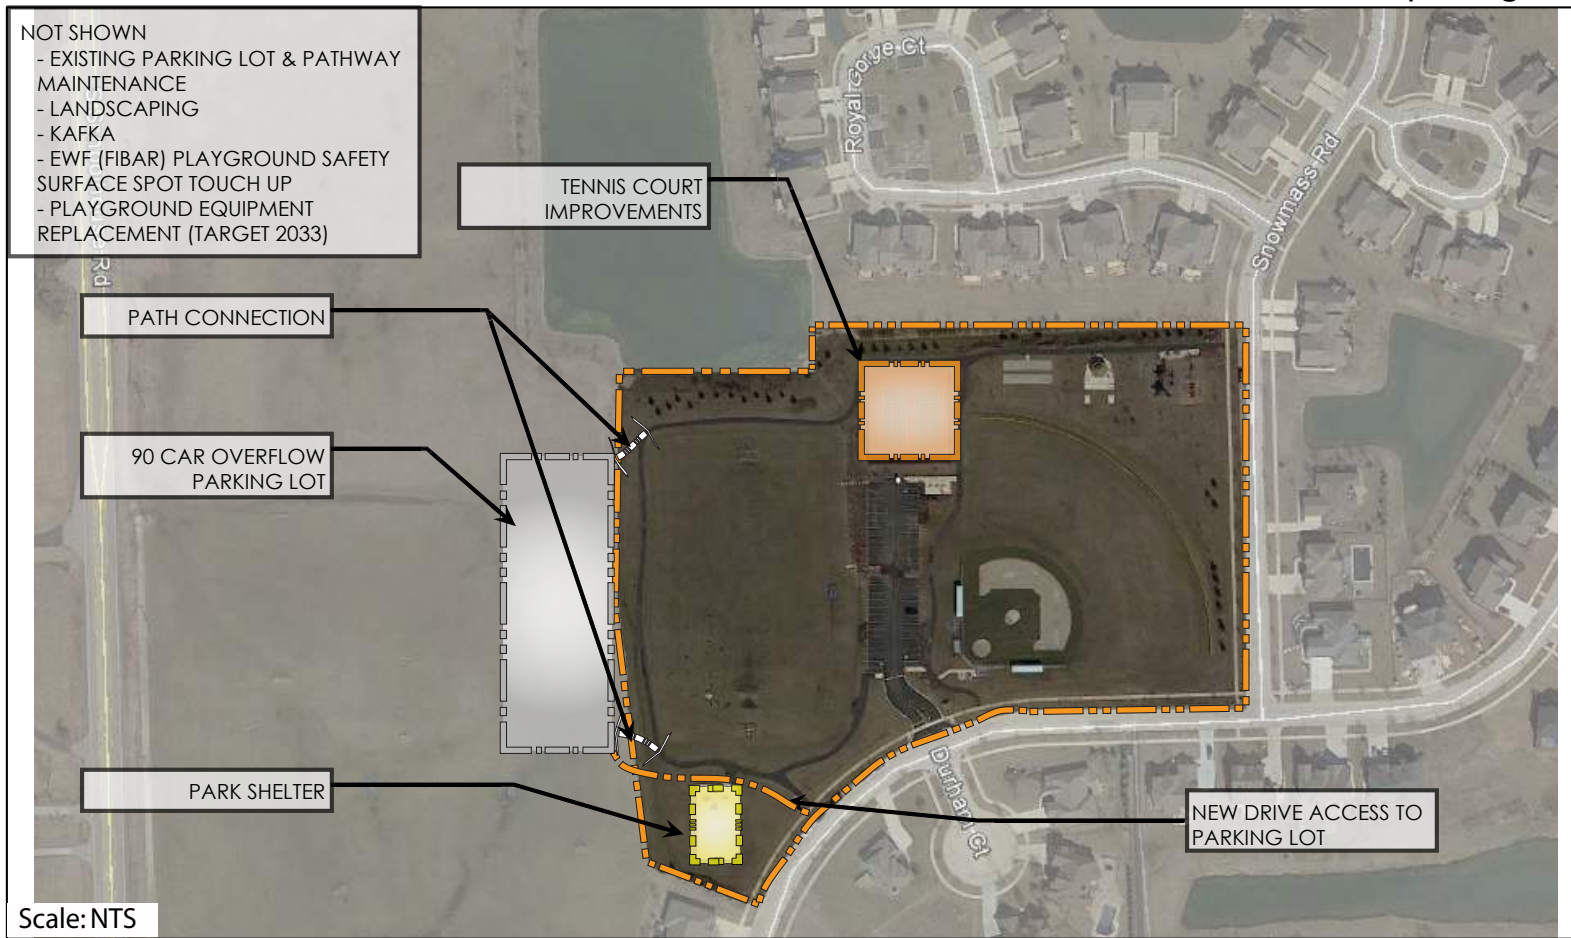 NOT SHOWN
- EXISTING PARKING LOT & PATHWAY
MAINTENANCE
- LANDSCAPING
- KAFKA
- EWF (FIBAR) PLAYGROUND SAFETY
SURFACE SPOT TOUCH UP
- PLAYGROUND EQUIPMENT
REPLACEMENT (TARGET 2033)
Royal Gorge Ct
Snowmass Rd
TENNIS COURT
IMPROVEMENTS
Rd
PATH CONNECTION
90 CAR OVERFLOW
PARKING LOT
PARK SHELTER
Durham Ct
NEW DRIVE ACCESS TO
PARKING LOT
Scale: NTS